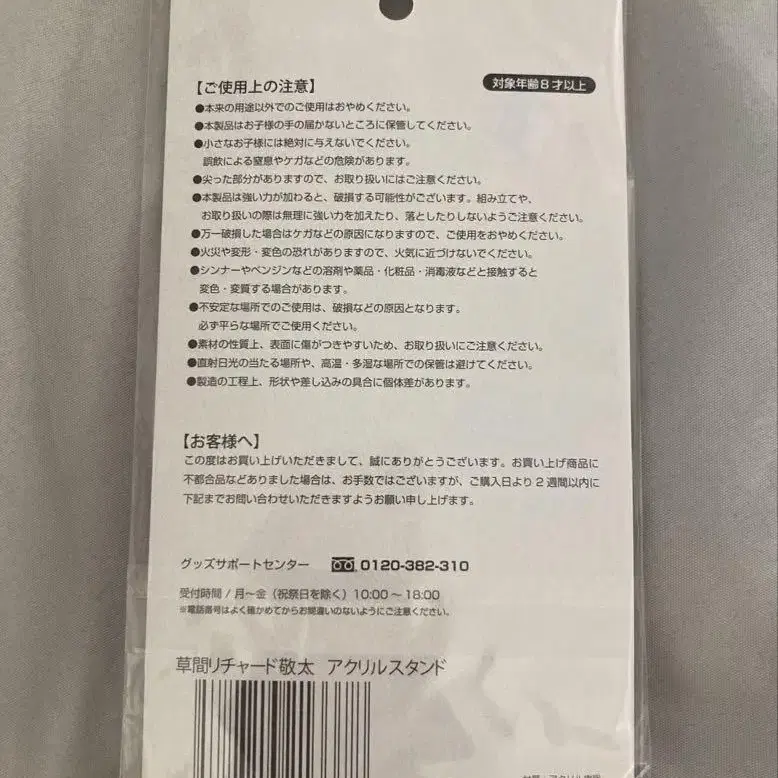 【ご使用上の注意】
対象年齢8才以上
●本来の用途以外でのご使用はおやめください。
●本製品はお子様の手の届かないところに保管してください。
●小さなお子様には絶対に与えないでください。
誤飲による窒息やケガなどの危険があります。
●尖った部分がありますので、お取り扱いにはご注意ください。
●本製品は強い力が加わると、破損する可能性がございます。組み立てや、
お取り扱いの際は無理に強い力を加えたり、落としたりしないようご注意ください。
●万一破損した場合はケガなどの原因になりますので、ご使用をおやめください。
●火災や変形・変色の恐れがありますので、火気に近づけないでください。
●シンナーやベンジンなどの溶剤や薬品・化粧品・消毒液などと接触すると
変色・変質する場合があります。
●不安定な場所でのご使用は、破損などの原因となります。
必ず平らな場所でご使用ください。
●素材の性質上、表面に傷がつきやすいため、お取り扱いにご注意ください。
●直射日光の当たる場所や、高温・多湿な場所での保管は避けてください。
●製造の工程上、形状や差し込みの具合に個体差があります。
【お客様へ】
この度はお買い上げいただきまして、誠にありがとうございます。お買い上げ商品に
不都合品などありました場合は、お手数ではございますが、ご購入日より2週間以内に
下記までお問い合わせいただきますようお願い申し上げます。
グッズサポートセンター 0120-382-310
受付時間/月~金(祝祭日を除く)10:00~18:00
※電話番号はよく確かめてからお間違いのないようにご注意ください。
草間リチャード敬太 アクリルスタンド